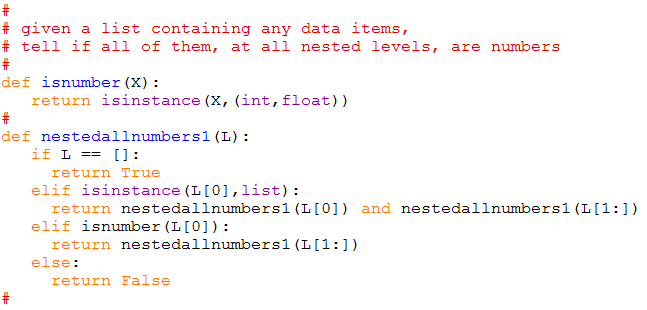 #
# given a list containing any data items,
# tell if all of them, at all nested levels, are numbers
#
def isnumber(X):
   return isinstance(X,(int,float))
#
def nestedallnumbers1(L):
   if L == []:
     return True
   elif isinstance(L[0],list):
     return nestedallnumbers1(L[0]) and nestedallnumbers1(L[1:])
   elif isnumber(L[0]):
     return nestedallnumbers1(L[1:])
   else:
     return False
#